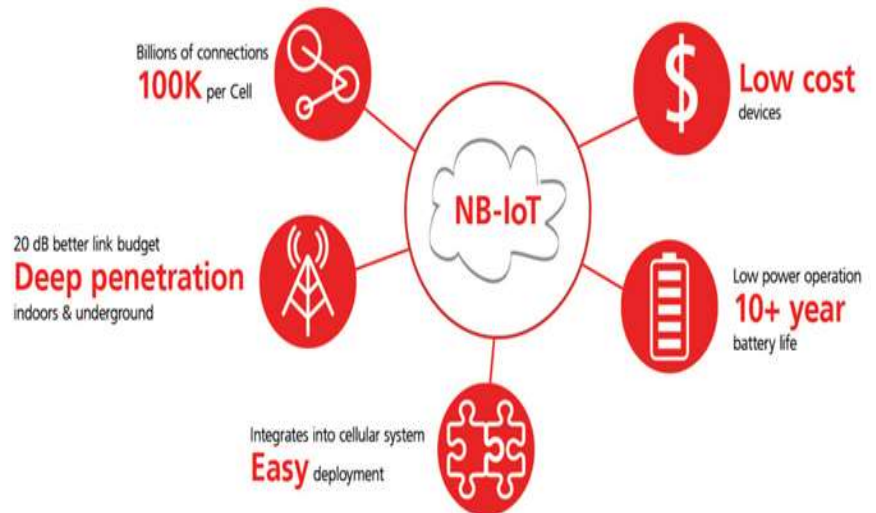 Billions of connections
100K per Cell
$
Low cost
devices
NB-IoT
20 dB better link budget
Deep penetration
indoors & underground
Low power operation
10+ year
battery life
Integrates into cellular system
Easy deployment